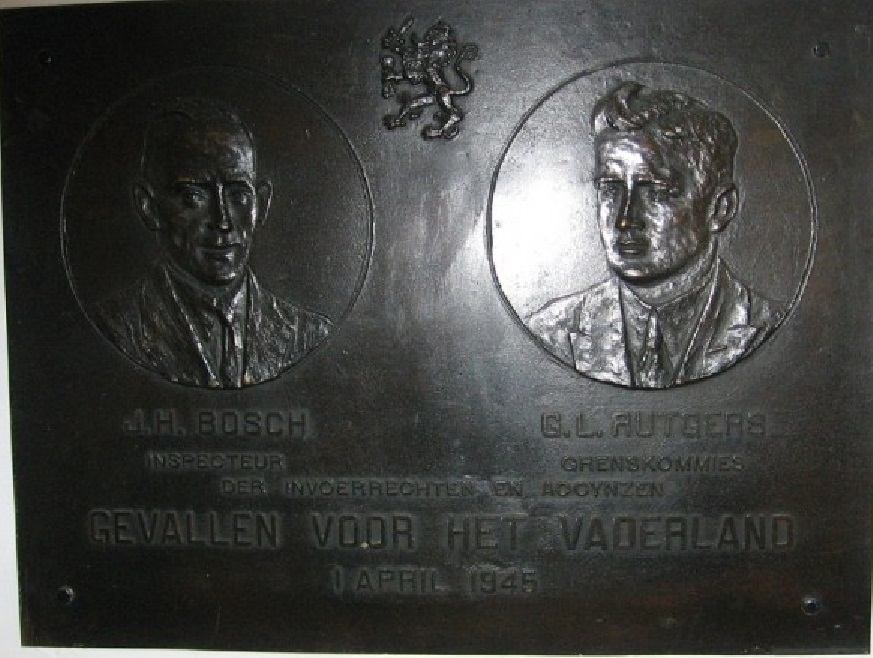 J.H. BOSCH
G.L. RUTGERS
INSPECTEUR
GRENSKOMMIES
DER INVOERRECHTEN EN ACCYNZEN
GEVALLEN VOOR HET VADERLAND
1 APRIL 1945